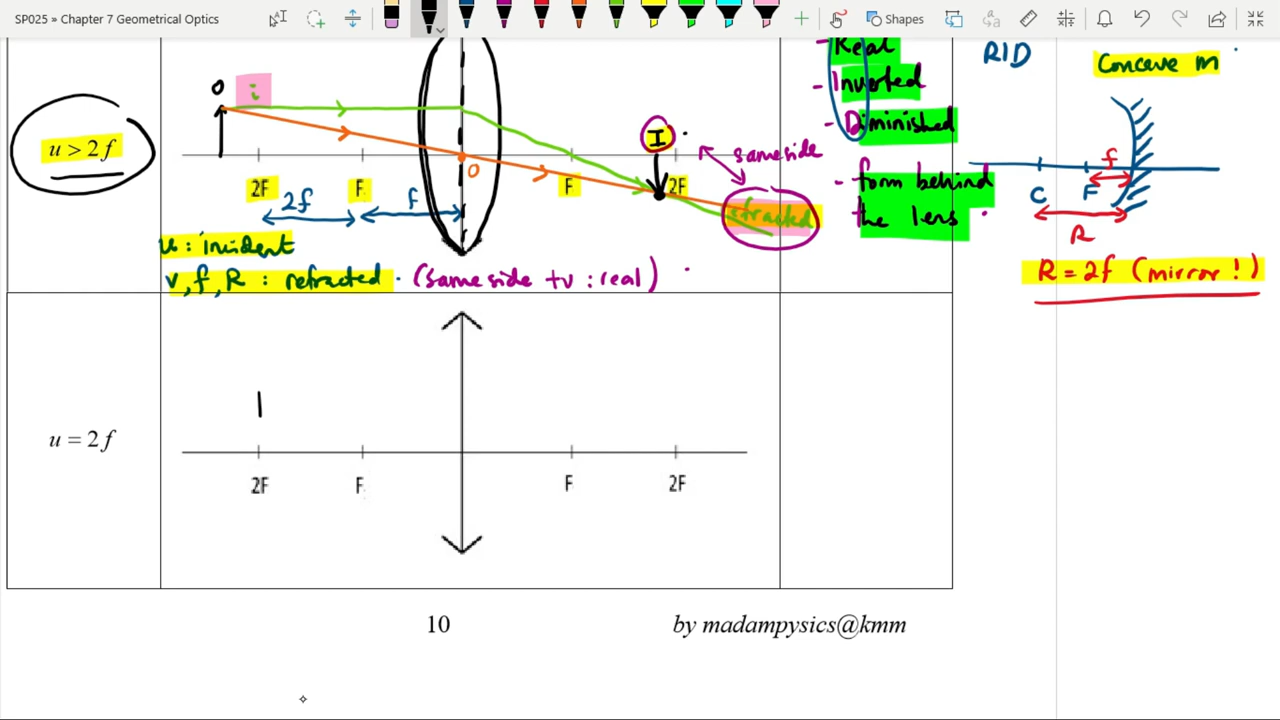 SP025 » Chapter 7 Geometrical Optics
Shapes
- Real
- Inverted
- Diminished
- form behind
the lens
RID
Concave m
O
i
I
same side
u > 2f
2F
F
O
F
2F
2f
f
refracted
u : incident
v, f, R : refracted (same side tv : real)
f
C
F
R
R = 2f (mirror !)
u = 2f
2F
F
F
2F
10
by madampysics@kmm